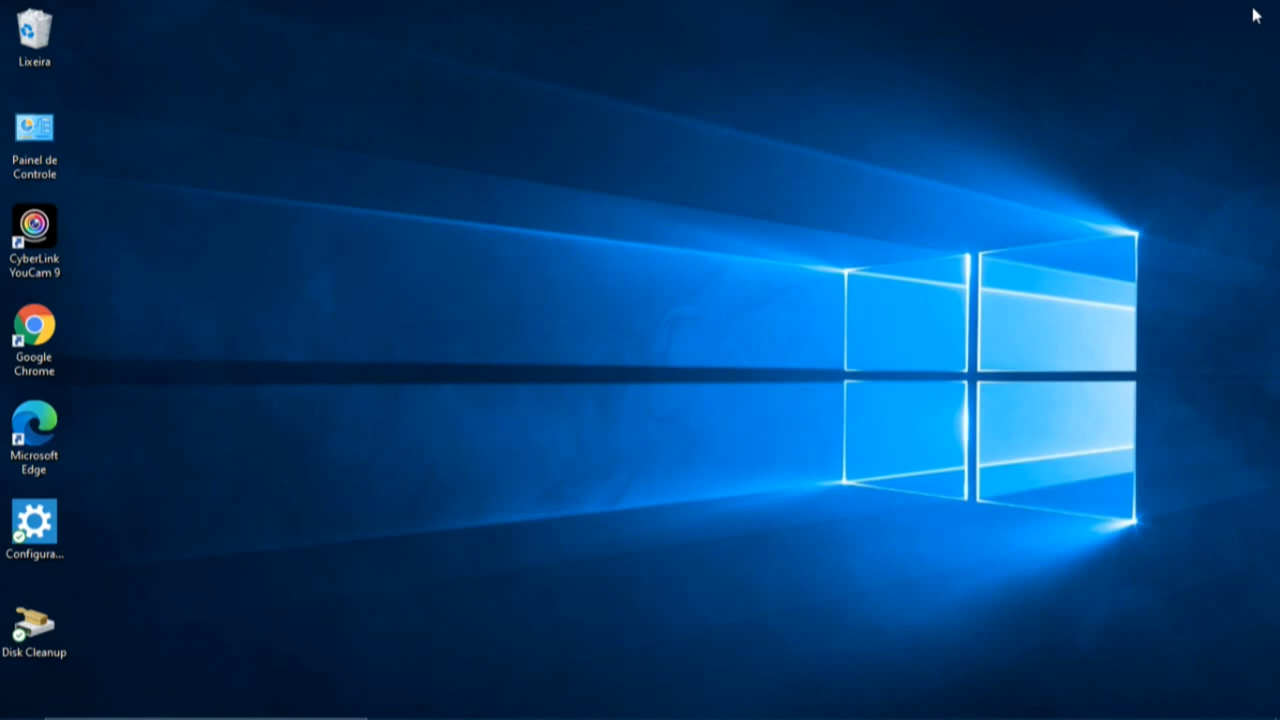 Lixeira
Painel de
Controle
CyberLink
YouCam 9
Google
Chrome
Microsoft
Edge
Configura...
Disk Cleanup